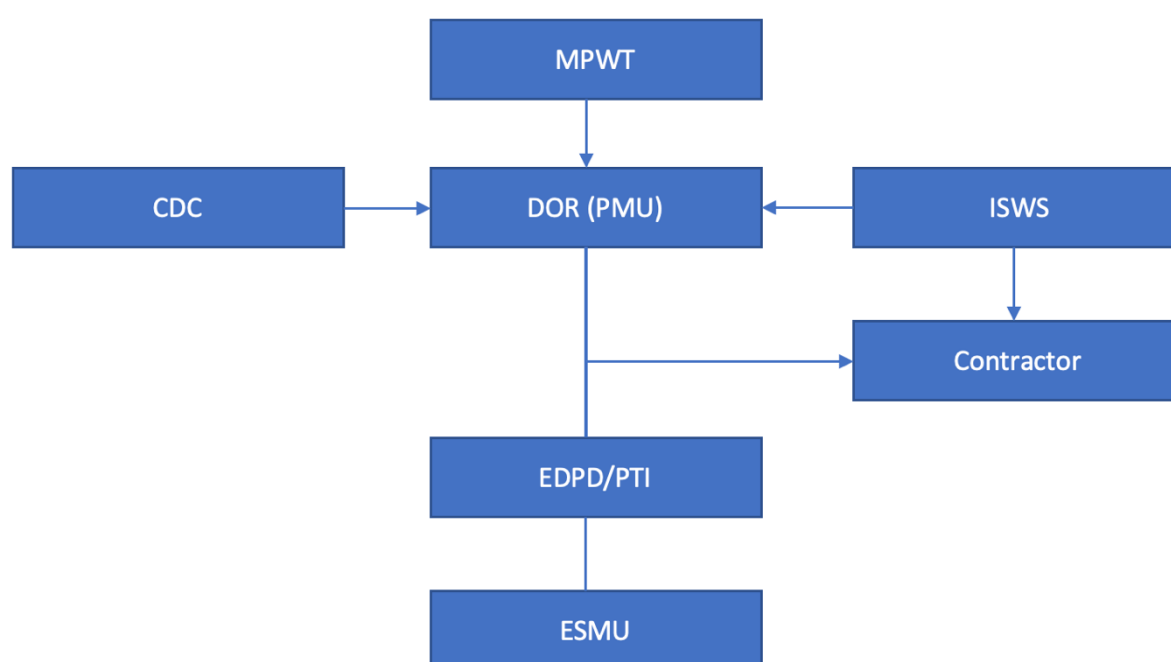 MPWT
CDC
DOR (PMU)
ISWS
Contractor
EDPD/PTI
ESMU